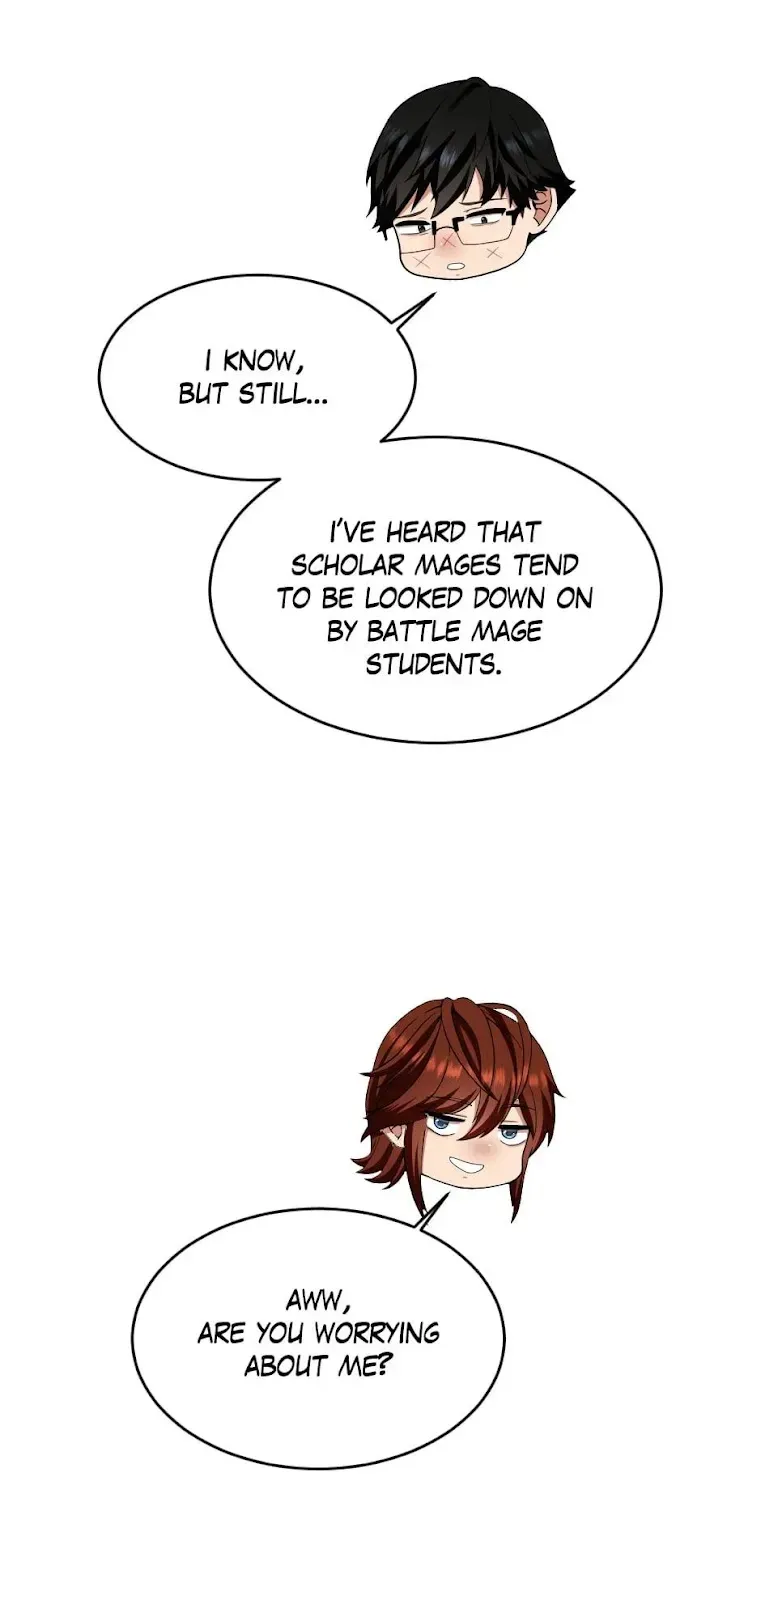 I KNOW,
BUT STILL...
I'VE HEARD THAT
SCHOLAR MAGES TEND
TO BE LOOKED DOWN ON
BY BATTLE MAGE
STUDENTS.
AWW,
ARE YOU WORRYING
ABOUT ME?